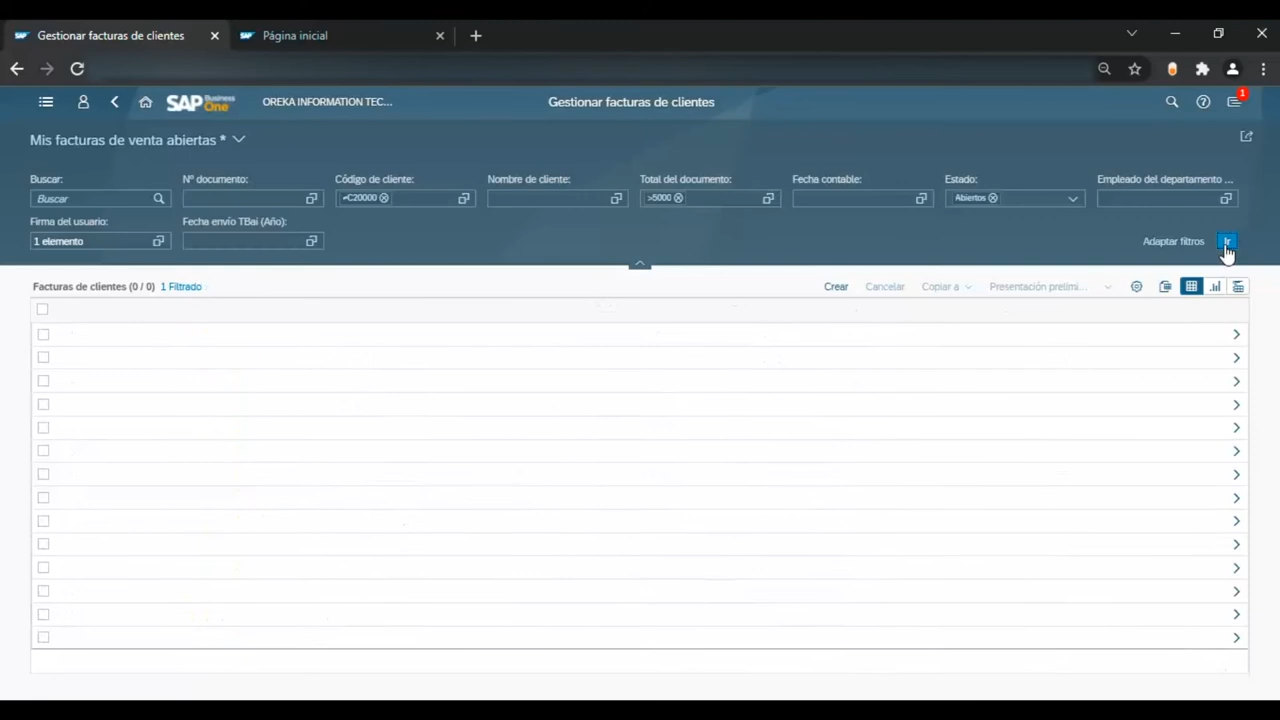 Gestionar facturas de clientes
Página inicial
SAP Business One
OREKA INFORMATION TEC...
Gestionar facturas de clientes
1
Mis facturas de venta abiertas *
Buscar:
Nº documento:
Código de cliente:
Nombre de cliente:
Total del documento:
Fecha contable:
Estado:
Empleado del departamento ...
Buscar
≠C20000
>5000
Abiertos
Firma del usuario:
Fecha envío TBai (Año):
1 elemento
Adaptar filtros
Ir
Facturas de clientes (0 / 0)
1 Filtrado
Crear
Cancelar
Copiar a
Presentación prelimi...